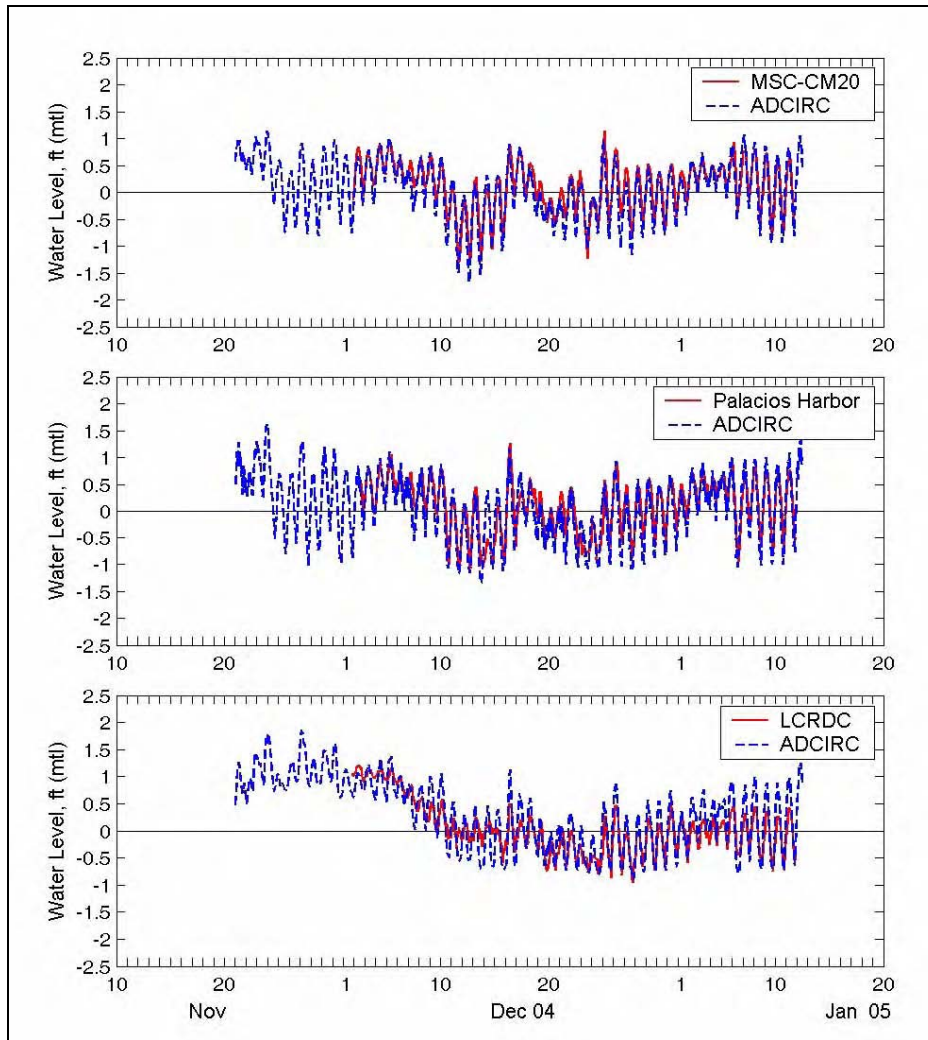 2.5
2
1.5
1
0.5
0
-0.5
-1
-1.5
-2
-2.5
Water Level, ft (mtl)
MSC-CM20
ADCIRC
10 20 1 10 20 1 10 20
2.5
2
1.5
1
0.5
0
-0.5
-1
-1.5
-2
-2.5
Water Level, ft (mtl)
Palacios Harbor
ADCIRC
10 20 1 10 20 1 10 20
2.5
2
1.5
1
0.5
0
-0.5
-1
-1.5
-2
-2.5
Water Level, ft (mtl)
LCRDC
ADCIRC
10 20 1 10 20 1 10 20
Nov Dec 04 Jan 05